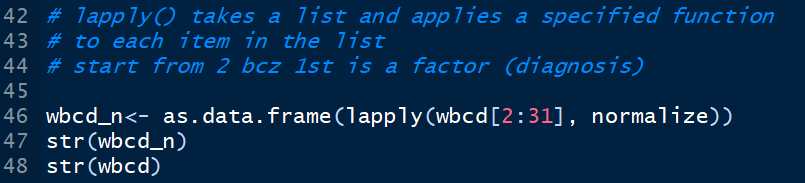 42 # lapply() takes a list and applies a specified function
43 # to each item in the list
44 # start from 2 bcz 1st is a factor (diagnosis)
45
46 wbcd_n<- as.data.frame(lapply(wbcd[2:31], normalize))
47 str(wbcd_n)
48 str(wbcd)